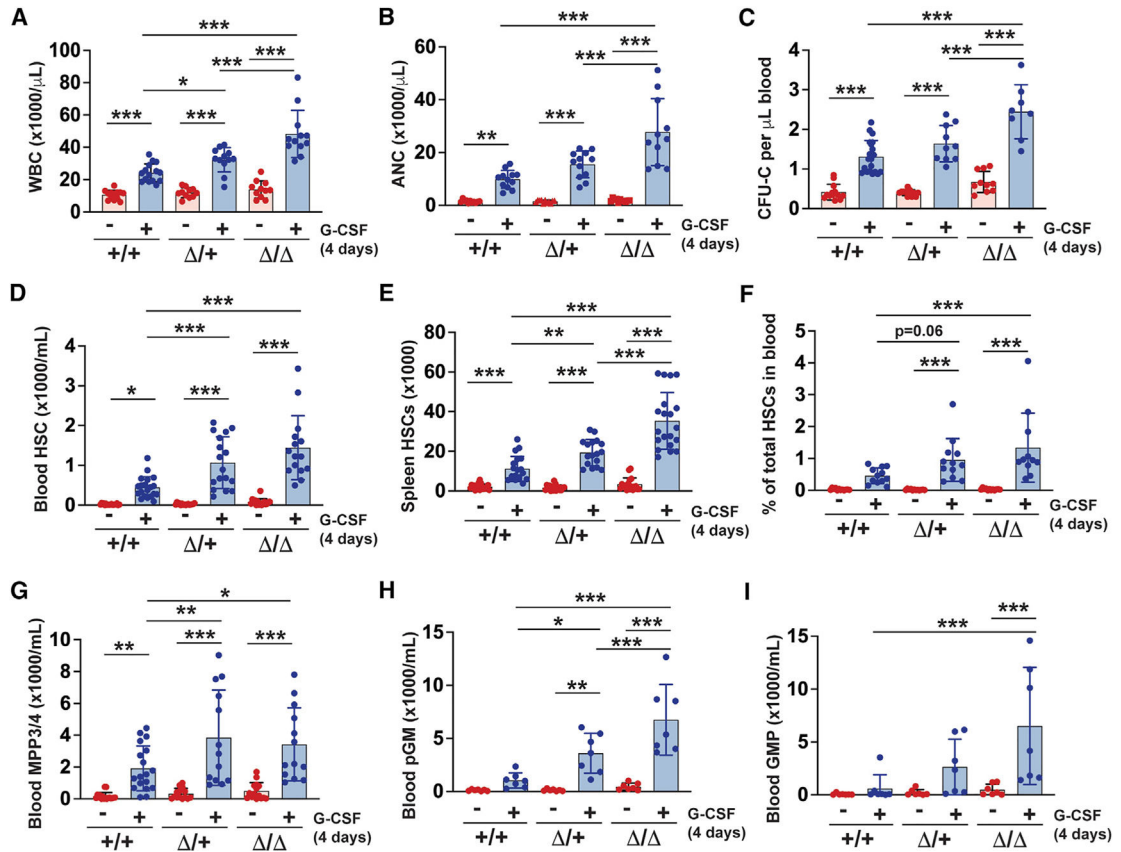 A
WBC (x1000/µL)
100
80
60
40
20
0
***
***
*
***
***
***
- + - + - +
G-CSF
(4 days)
+/+ Δ/+ Δ/Δ
B
ANC (x1000/µL)
60
40
20
0
***
***
***
***
**
- + - + - +
G-CSF
(4 days)
+/+ Δ/+ Δ/Δ
C
CFU-C per µL blood
4
3
2
1
0
***
***
***
***
***
- + - + - +
G-CSF
(4 days)
+/+ Δ/+ Δ/Δ
D
Blood HSC (x1000/mL)
4
3
2
1
0
***
***
***
*
***
- + - + - +
G-CSF
(4 days)
+/+ Δ/+ Δ/Δ
E
Spleen HSCs (x1000)
80
60
40
20
0
***
**
***
***
***
***
- + - + - +
G-CSF
(4 days)
+/+ Δ/+ Δ/Δ
F
% of total HSCs in blood
5
4
3
2
1
0
***
p=0.06
***
***
- + - + - +
G-CSF
(4 days)
+/+ Δ/+ Δ/Δ
G
Blood MPP3/4 (x1000/mL)
10
8
6
4
2
0
*
**
**
***
***
- + - + - +
G-CSF
(4 days)
+/+ Δ/+ Δ/Δ
H
Blood pGM (x1000/mL)
15
10
5
0
***
*
***
***
**
- + - + - +
G-CSF
(4 days)
+/+ Δ/+ Δ/Δ
I
Blood GMP (x1000/mL)
15
10
5
0
***
***
- + - + - +
G-CSF
(4 days)
+/+ Δ/+ Δ/Δ